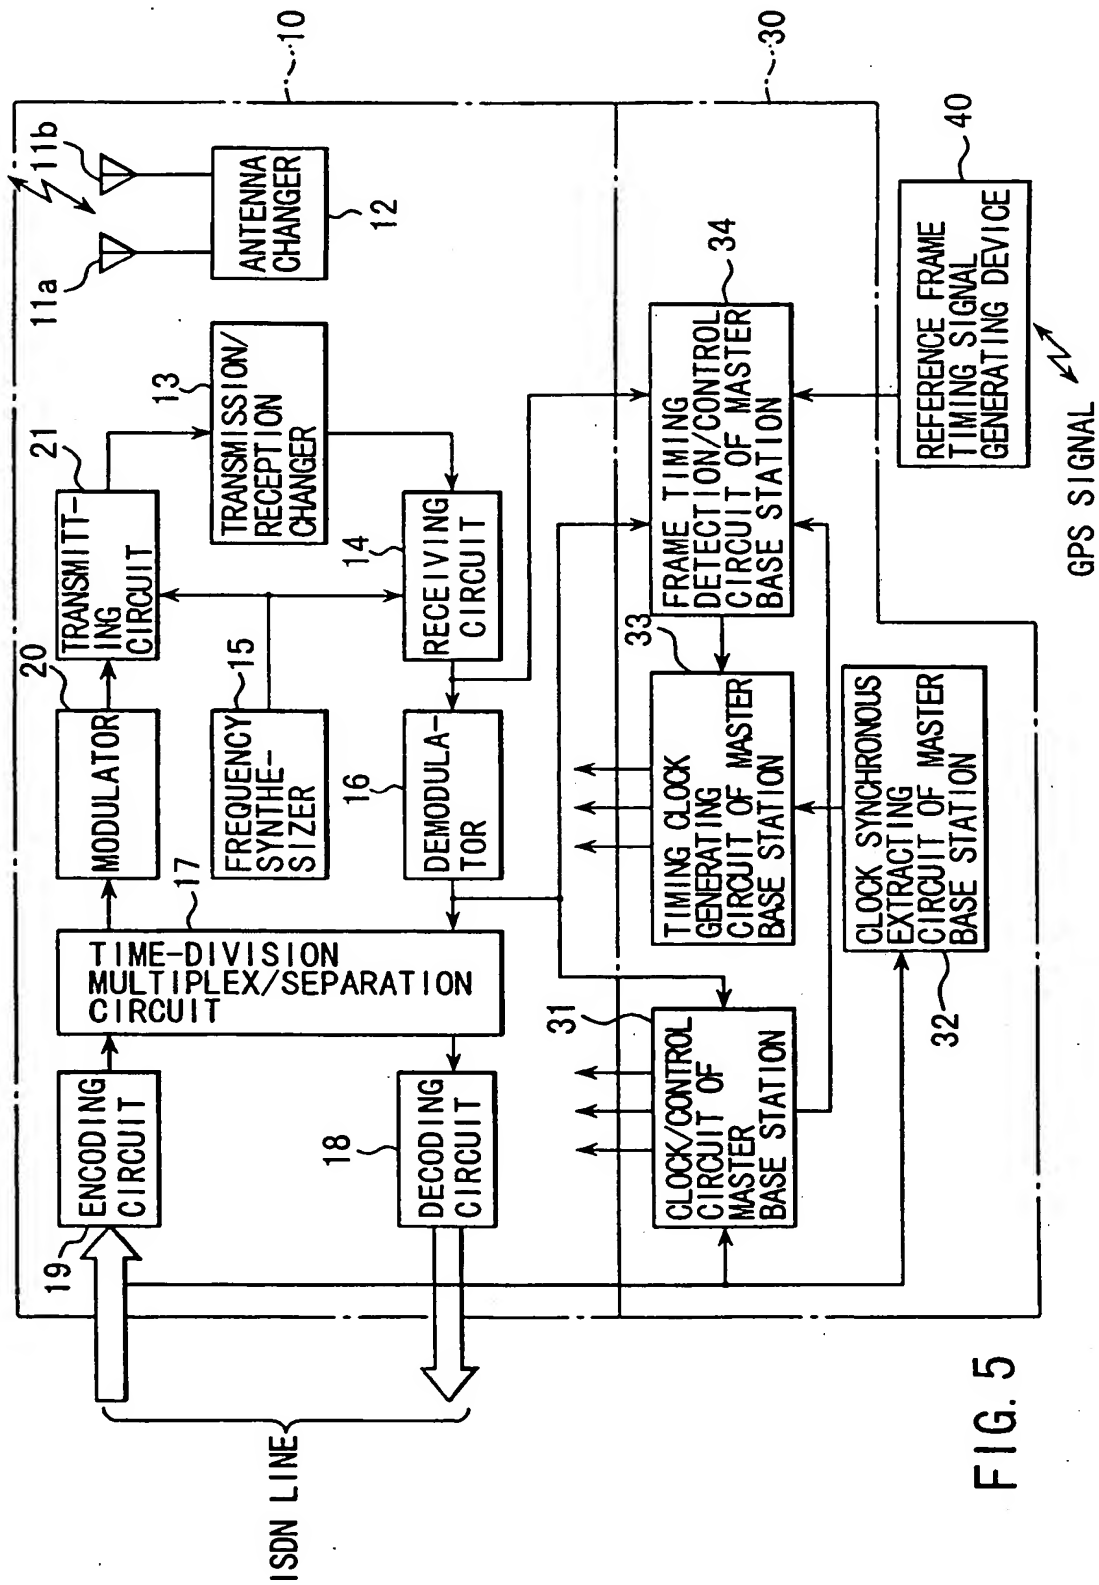 10
30
11a
11b
ANTENNA
CHANGER
12
TRANSMISSION/
RECEPTION
CHANGER
13
TRANSMITT-
ING
CIRCUIT
21
RECEIVING
CIRCUIT
14
MODULATOR
20
FREQUENCY
SYNTHE-
SIZER
15
DEMODULA-
TOR
16
TIME-DIVISION
MULTIPLEX/SEPARATION
CIRCUIT
17
ENCODING
CIRCUIT
19
DECODING
CIRCUIT
18
ISDN LINE
CLOCK/CONTROL
CIRCUIT OF
MASTER
BASE STATION
31
TIMING CLOCK
GENERATING
CIRCUIT OF MASTER
BASE STATION
33
FRAME TIMING
DETECTION/CONTROL
CIRCUIT OF MASTER
BASE STATION
34
CLOCK SYNCHRONOUS
EXTRACTING
CIRCUIT OF MASTER
BASE STATION
32
REFERENCE FRAME
TIMING SIGNAL
GENERATING DEVICE
40
GPS SIGNAL
FIG. 5